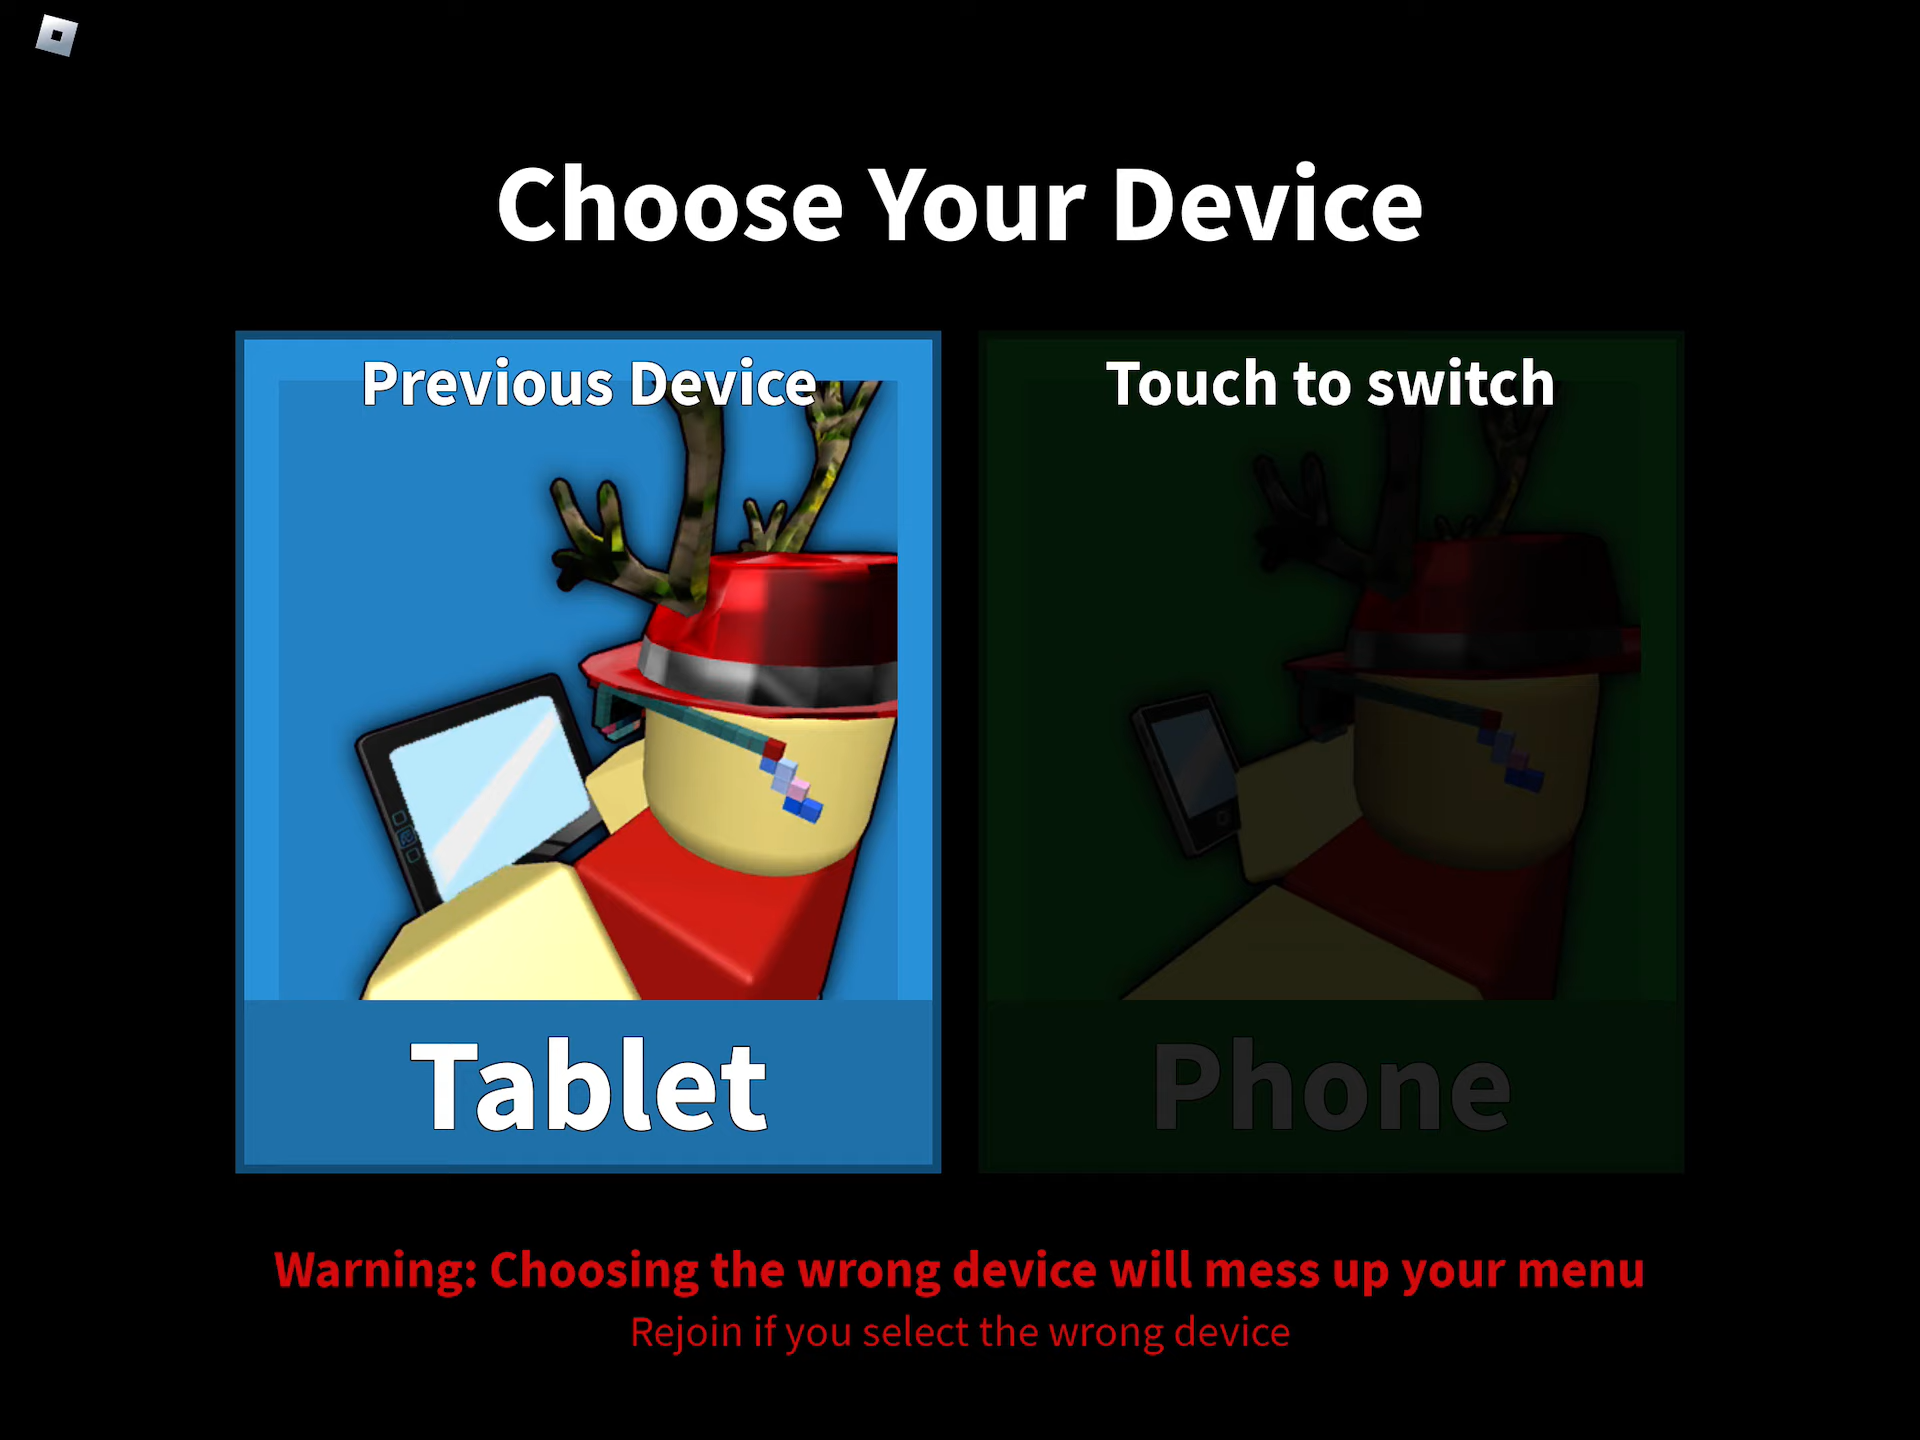 Choose Your Device
Previous Device
Tablet
Touch to switch
Phone
Warning: Choosing the wrong device will mess up your menu
Rejoin if you select the wrong device